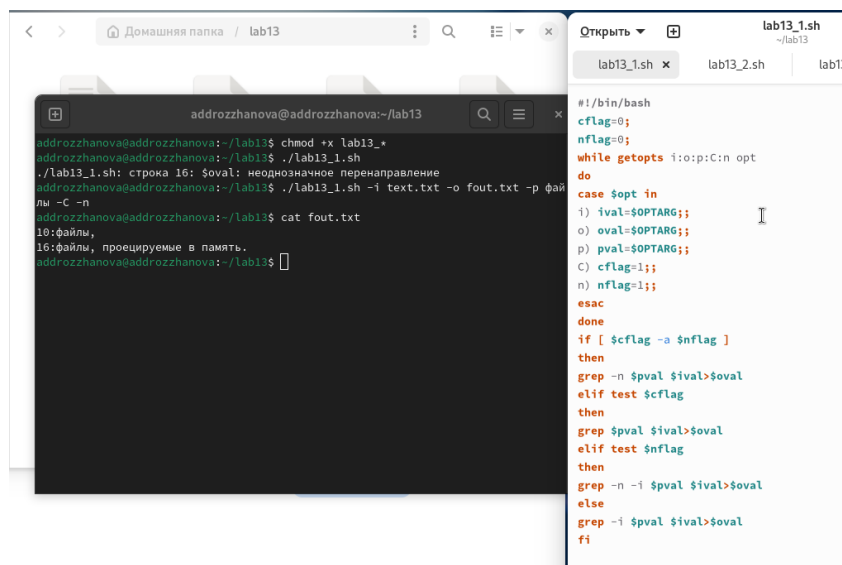 Домашняя папка / lab13
addrozzhanova@addrozzhanova:~/lab13
addrozzhanova@addrozzhanova:~/lab13$ chmod +x lab13_*
addrozzhanova@addrozzhanova:~/lab13$ ./lab13_1.sh
./lab13_1.sh: строка 16: $oval: неоднозначное перенаправление
addrozzhanova@addrozzhanova:~/lab13$ ./lab13_1.sh -i text.txt -o fout.txt -p фай
лы -C -n
addrozzhanova@addrozzhanova:~/lab13$ cat fout.txt
10:файлы,
16:файлы, проецируемые в память.
addrozzhanova@addrozzhanova:~/lab13$
Открыть
lab13_1.sh
~/lab13
lab13_1.sh
lab13_2.sh
lab13
#!/bin/bash
cflag=0;
nflag=0;
while getopts i:o:p:C:n opt
do
case $opt in
i) ival=$OPTARG;;
o) oval=$OPTARG;;
p) pval=$OPTARG;;
C) cflag=1;;
n) nflag=1;;
esac
done
if [ $cflag -a $nflag ]
then
grep -n $pval $ival>$oval
elif test $cflag
then
grep $pval $ival>$oval
elif test $nflag
then
grep -n -i $pval $ival>$oval
else
grep -i $pval $ival>$oval
fi